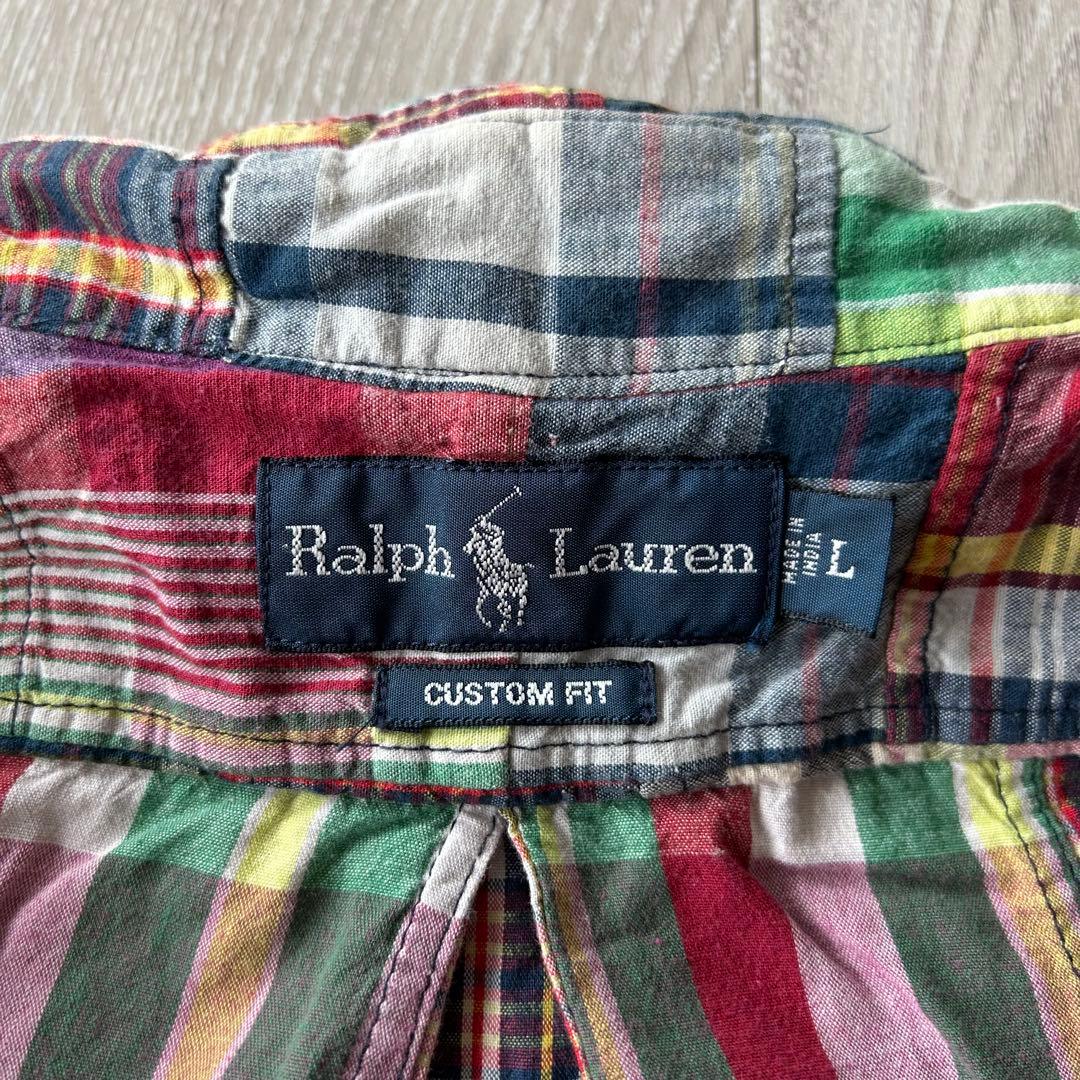 Ralph Lauren
MADE IN
INDIA
L
CUSTOM FIT